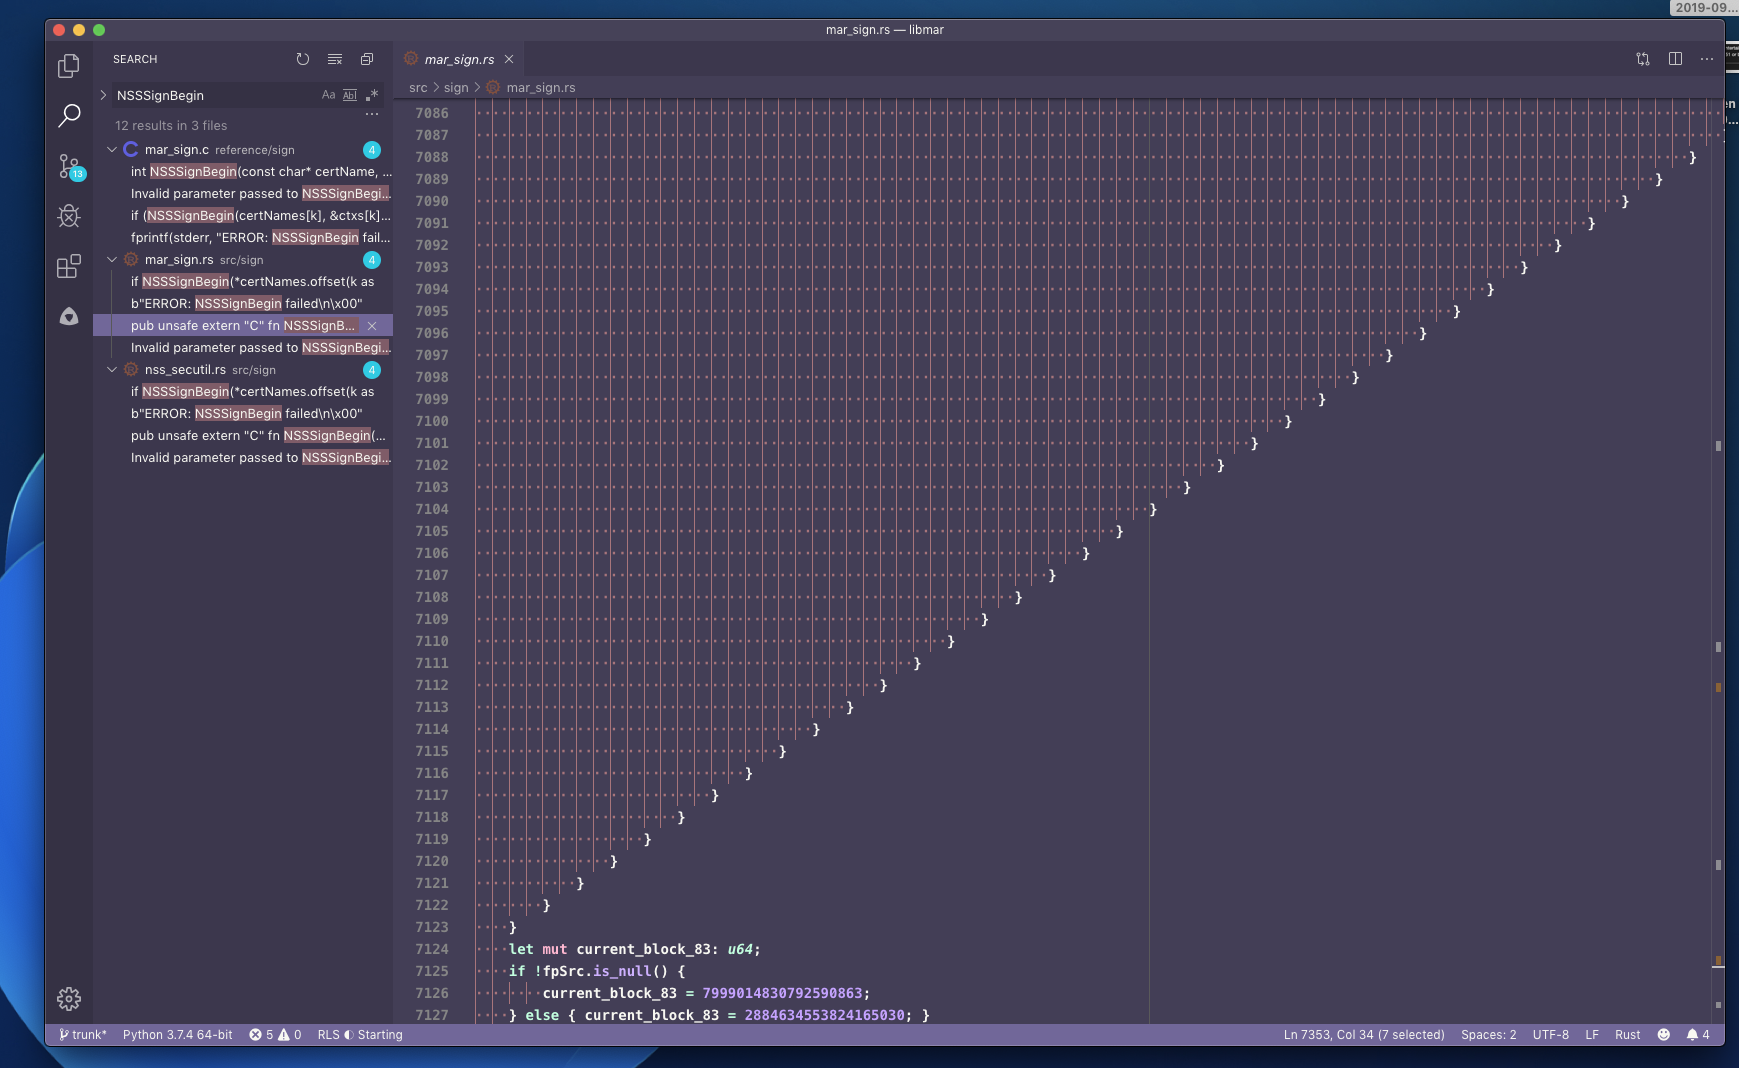 2019-09...
mar_sign.rs — libmar
SEARCH
mar_sign.rs
src > sign > mar_sign.rs
NSSSignBegin
Aa Abl .*
12 results in 3 files
mar_sign.c reference/sign 4
int NSSSignBegin(const char* certName, ...
Invalid parameter passed to NSSSignBegi...
if (NSSSignBegin(certNames[k], &ctxs[k]...
fprintf(stderr, "ERROR: NSSSignBegin fail...
mar_sign.rs src/sign 4
if NSSSignBegin(*certNames.offset(k as
b"ERROR: NSSSignBegin failed\n\x00"
pub unsafe extern "C" fn NSSSignB...
Invalid parameter passed to NSSSignBegi...
nss_secutil.rs src/sign 4
if NSSSignBegin(*certNames.offset(k as
b"ERROR: NSSSignBegin failed\n\x00"
pub unsafe extern "C" fn NSSSignBegin(...
Invalid parameter passed to NSSSignBegi...
13
7086
7087
7088 }
7089 }
7090 }
7091 }
7092 }
7093 }
7094 }
7095 }
7096 }
7097 }
7098 }
7099 }
7100 }
7101 }
7102 }
7103 }
7104 }
7105 }
7106 }
7107 }
7108 }
7109 }
7110 }
7111 }
7112 }
7113 }
7114 }
7115 }
7116 }
7117 }
7118 }
7119 }
7120 }
7121 }
7122 }
7123 }
7124 let mut current_block_83: u64;
7125 if !fpSrc.is_null() {
7126 current_block_83 = 7999014830792590863;
7127 } else { current_block_83 = 2884634553824165030; }
trunk* Python 3.7.4 64-bit 5 0 RLS Starting
Ln 7353, Col 34 (7 selected) Spaces: 2 UTF-8 LF Rust 4